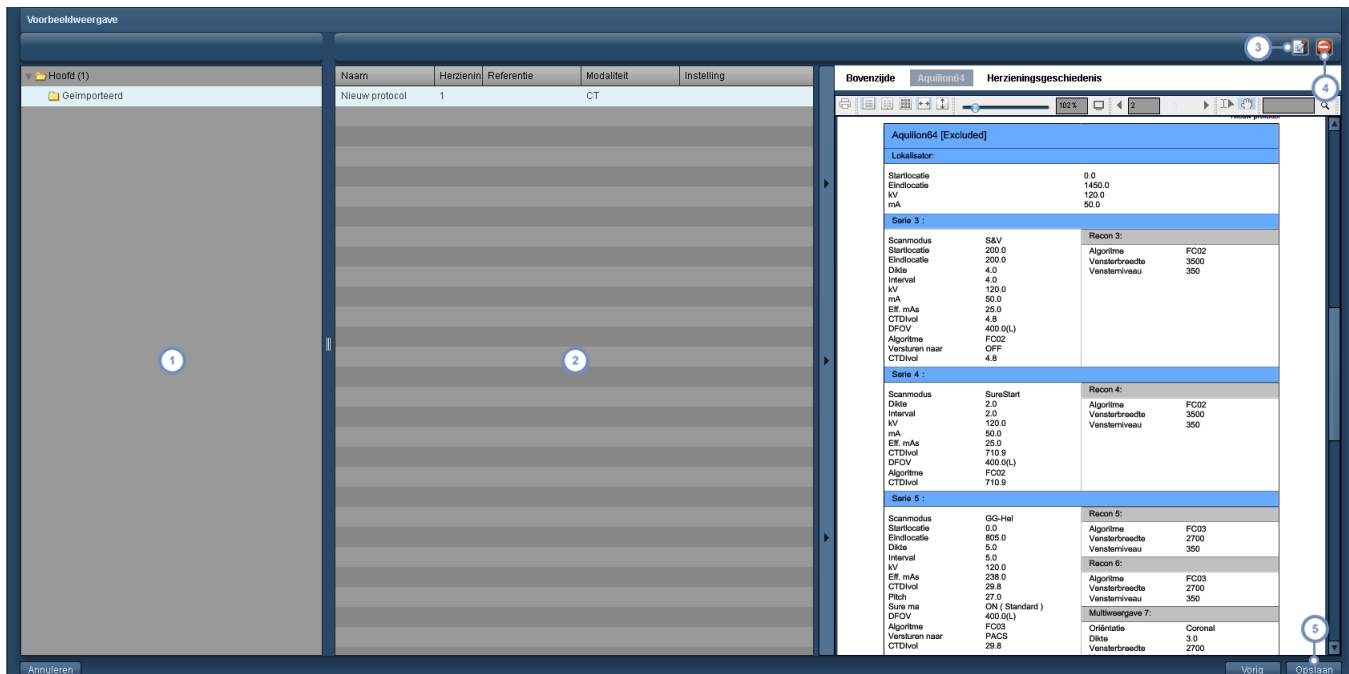 Voorbeeldweergave
3
4
Hoofd (1)
Geïmporteerd
Naam Herzienin Referentie Modaliteit Instelling
Nieuw protocol 1 CT
1
2
Bovenzijde Aquilion64 Herzieningsgeschiedenis
102% 2
Nieuw protocol
Aquilion64 [Excluded]
Lokalisator:
Startlocatie 0.0
Eindlocatie 1450.0
kV 120.0
mA 50.0
Serie 3 :
Scanmodus S&V
Startlocatie 200.0
Eindlocatie 200.0
Dikte 4.0
Interval 4.0
kV 120.0
mA 50.0
Eff. mAs 25.0
CTDIvol 4.8
DFOV 400.0(L)
Algoritme FC02
Versturen naar OFF
CTDIvol 4.8
Recon 3:
Algoritme FC02
Vensterbreedte 3500
Vensterniveau 350
Serie 4 :
Scanmodus SureStart
Dikte 2.0
Interval 2.0
kV 120.0
mA 50.0
Eff. mAs 25.0
CTDIvol 710.9
DFOV 400.0(L)
Algoritme FC02
CTDIvol 710.9
Recon 4:
Algoritme FC02
Vensterbreedte 3500
Vensterniveau 350
Serie 5 :
Scanmodus GG-Hel
Startlocatie 0.0
Eindlocatie 805.0
Dikte 5.0
Interval 5.0
kV 120.0
Eff. mAs 238.0
CTDIvol 29.8
Pitch 27.0
Sure ma ON ( Standard )
DFOV 400.0(L)
Algoritme FC03
Versturen naar PACS
CTDIvol 29.8
Recon 5:
Algoritme FC03
Vensterbreedte 2700
Vensterniveau 350
Recon 6:
Algoritme FC03
Vensterbreedte 2700
Vensterniveau 350
Multiweergave 7:
Oriëntatie Coronal
Dikte 3.0
Vensterbreedte 2700
5
Annuleren Vorig Opslaan